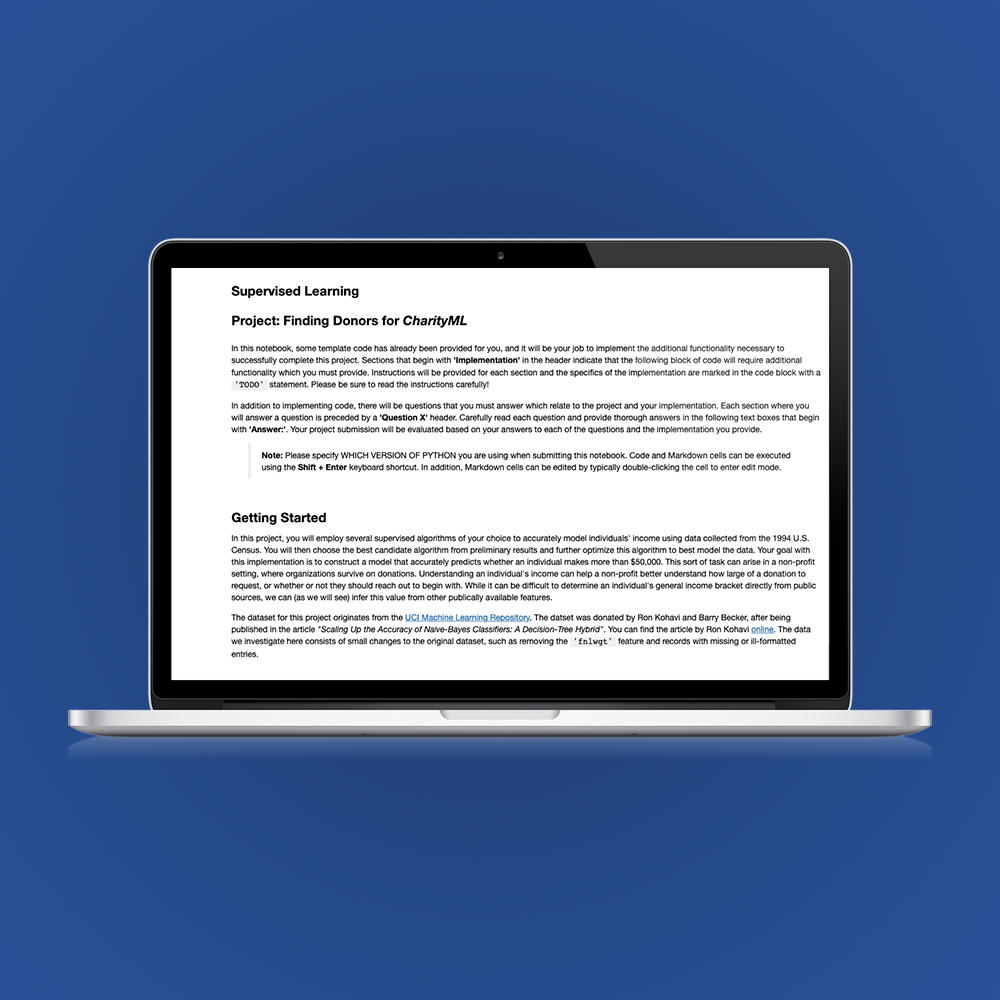 Supervised Learning
Project: Finding Donors for CharityML
In this notebook, some template code has already been provided for you, and it will be your job to implement the additional functionality necessary to
successfully complete this project. Sections that begin with 'Implementation' in the header indicate that the following block of code will require additional
functionality which you must provide. Instructions will be provided for each section and the specifics of the implementation are marked in the code block with a
'TODO' statement. Please be sure to read the instructions carefully!
In addition to implementing code, there will be questions that you must answer which relate to the project and your implementation. Each section where you
will answer a question is preceded by a 'Question X' header. Carefully read each question and provide thorough answers in the following text boxes that begin
with 'Answer:'. Your project submission will be evaluated based on your answers to each of the questions and the implementation you provide.
Note: Please specify WHICH VERSION OF PYTHON you are using when submitting this notebook. Code and Markdown cells can be executed
using the Shift + Enter keyboard shortcut. In addition, Markdown cells can be edited by typically double-clicking the cell to enter edit mode.
Getting Started
In this project, you will employ several supervised algorithms of your choice to accurately model individuals' income using data collected from the 1994 U.S.
Census. You will then choose the best candidate algorithm from preliminary results and further optimize this algorithm to best model the data. Your goal with
this implementation is to construct a model that accurately predicts whether an individual makes more than $50,000. This sort of task can arise in a non-profit
setting, where organizations survive on donations. Understanding an individual's income can help a non-profit better understand how large of a donation to
request, or whether or not they should reach out to begin with. While it can be difficult to determine an individual's general income bracket directly from public
sources, we can (as we will see) infer this value from other publically available features.
The dataset for this project originates from the UCI Machine Learning Repository. The datset was donated by Ron Kohavi and Barry Becker, after being
published in the article "Scaling Up the Accuracy of Naive-Bayes Classifiers: A Decision-Tree Hybrid". You can find the article by Ron Kohavi online. The data
we investigate here consists of small changes to the original dataset, such as removing the 'fnlwgt' feature and records with missing or ill-formatted
entries.